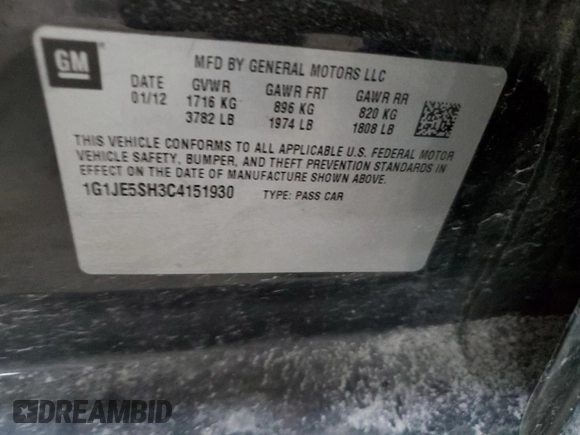 GM
MFD BY GENERAL MOTORS LLC
DATE GVWR GAWR FRT GAWR RR
01/12 1716 KG 896 KG 820 KG
3782 LB 1974 LB 1808 LB
THIS VEHICLE CONFORMS TO ALL APPLICABLE U.S. FEDERAL MOTOR
VEHICLE SAFETY, BUMPER, AND THEFT PREVENTION STANDARDS IN
EFFECT ON THE DATE OF MANUFACTURE SHOWN ABOVE.
1G1JE5SH3C4151930 TYPE: PASS CAR
DREAMBID